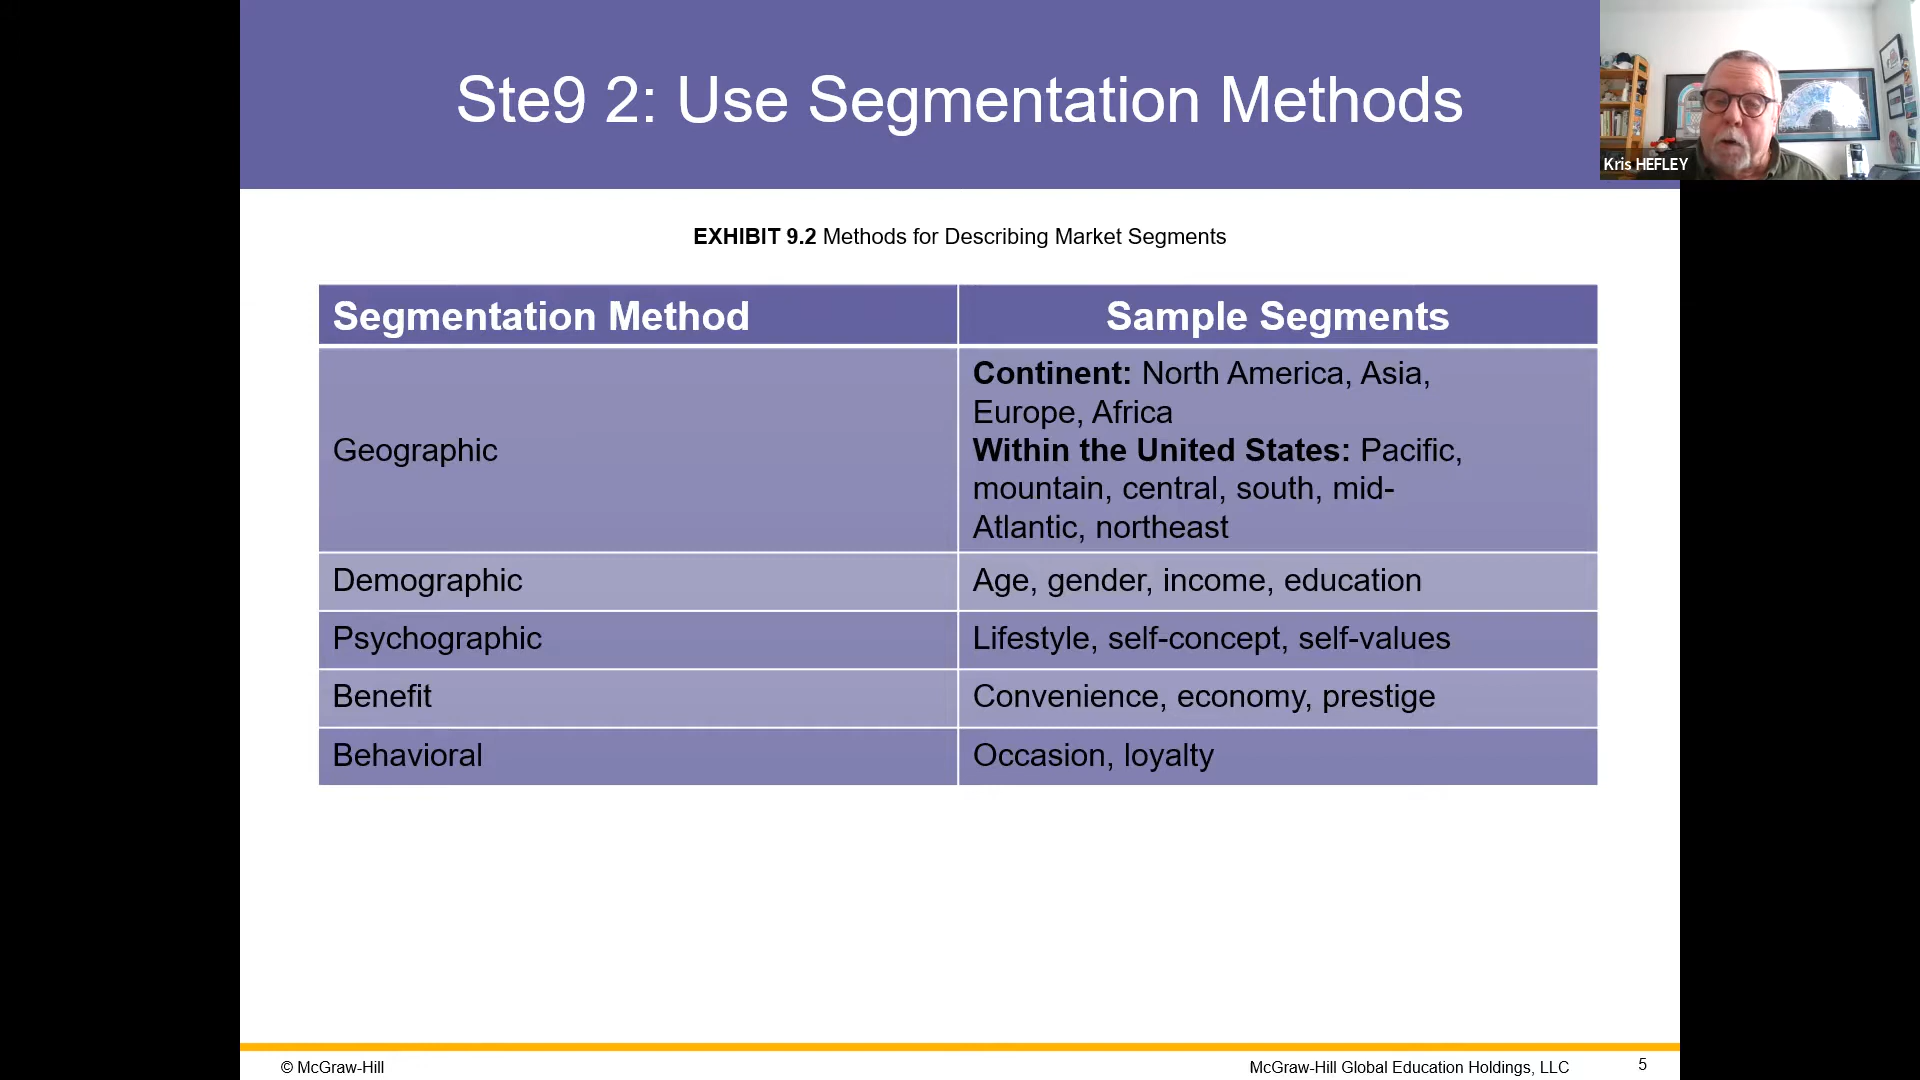 Ste9 2: Use Segmentation Methods
Kris HEFLEY
EXHIBIT 9.2 Methods for Describing Market Segments
Segmentation Method
Sample Segments
Geographic
Continent: North America, Asia,
Europe, Africa
Within the United States: Pacific,
mountain, central, south, mid-
Atlantic, northeast
Demographic
Age, gender, income, education
Psychographic
Lifestyle, self-concept, self-values
Benefit
Convenience, economy, prestige
Behavioral
Occasion, loyalty
© McGraw-Hill
McGraw-Hill Global Education Holdings, LLC
5